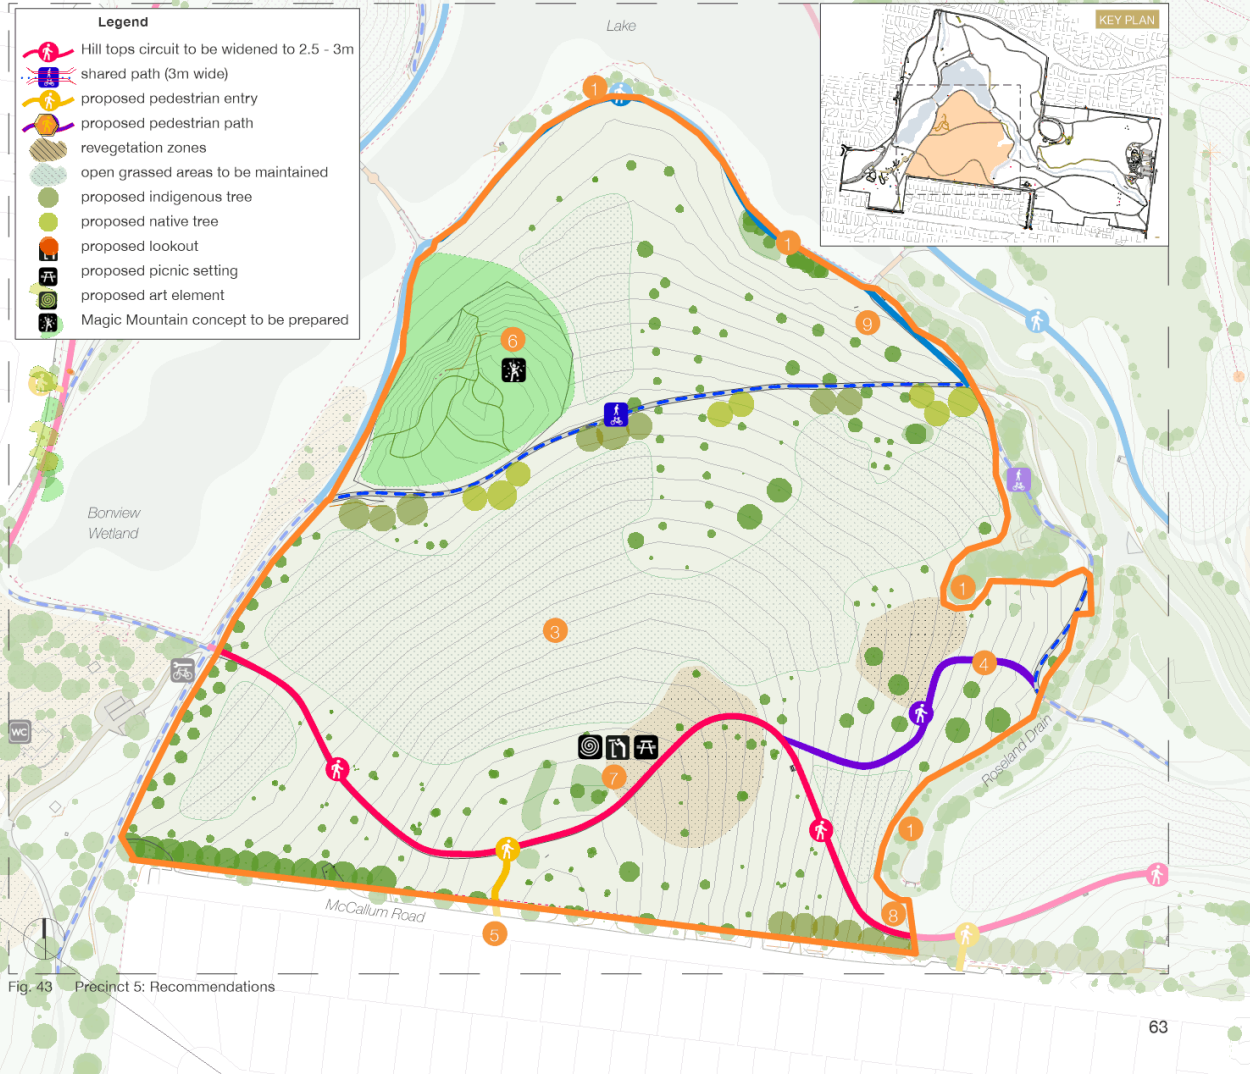 Legend
Hill tops circuit to be widened to 2.5 - 3m
shared path (3m wide)
proposed pedestrian entry
proposed pedestrian path
revegetation zones
open grassed areas to be maintained
proposed indigenous tree
proposed native tree
proposed lookout
proposed picnic setting
proposed art element
Magic Mountain concept to be prepared
Lake
KEY PLAN
1
1
9
6
Bonview
Wetland
1
3
4
WC
7
Roseland Drain
1
8
McCallum Road
5
Fig. 43 Precinct 5: Recommendations
63